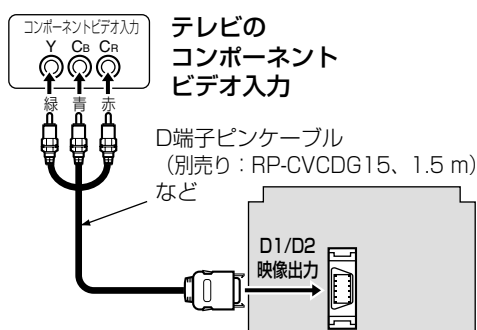 コンポーネントビデオ入力
Y CB CR
緑 青 赤
テレビの
コンポーネント
ビデオ入力
D端子ピンケーブル
（別売り：RP-CVCDG15、1.5 m）
など
D1/D2
映像出力